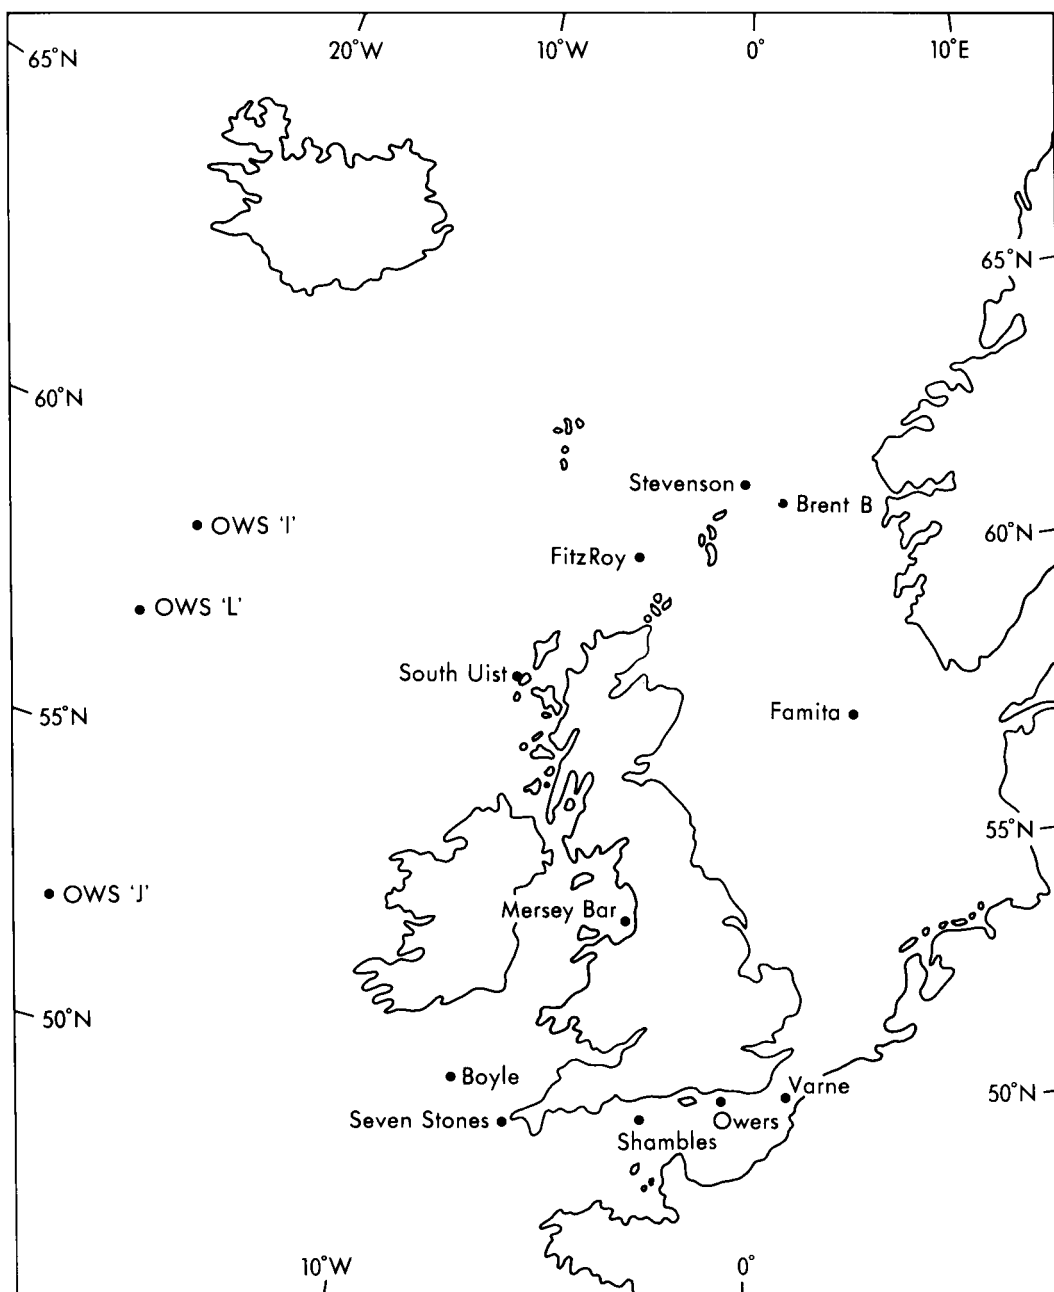 20°W
10°W
0°
10°E
65°N
65°N
60°N
Stevenson
Brent B
OWS 'I'
FitzRoy
60°N
OWS 'L'
South Uist
55°N
Famita
55°N
OWS 'J'
Mersey Bar
50°N
Boyle
Varne
50°N
Seven Stones
Owers
Shambles
10°W
0°